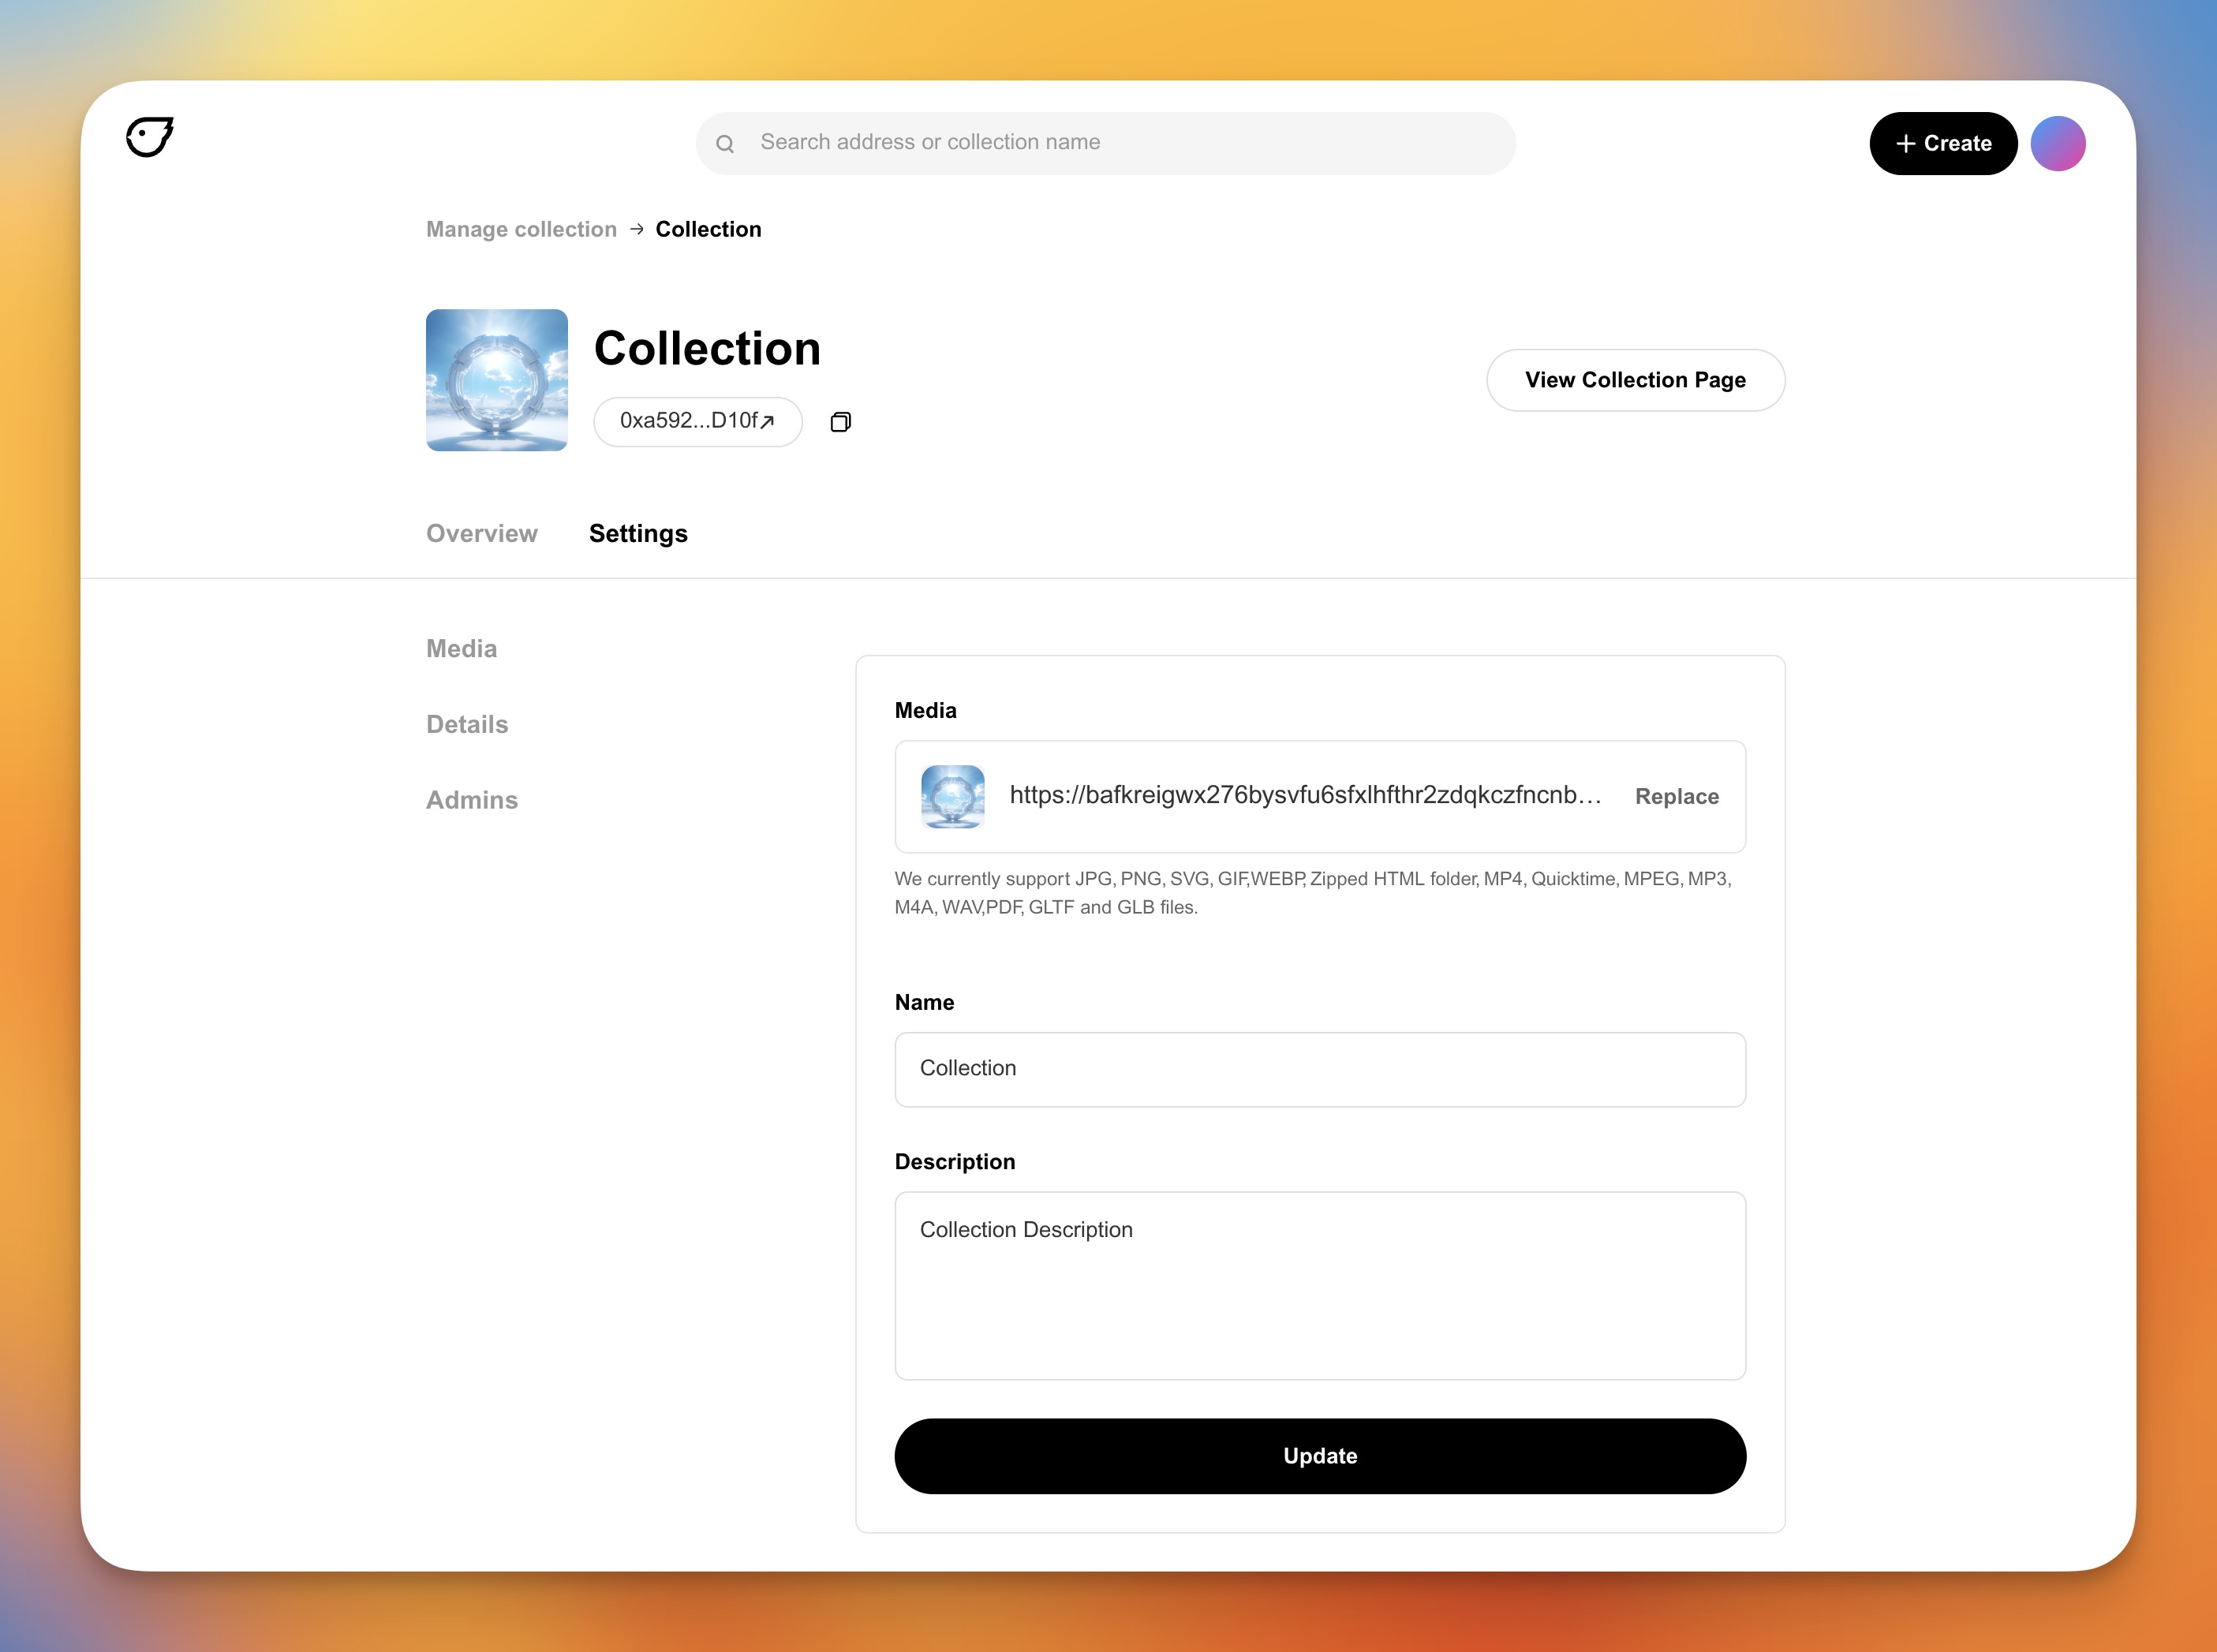 Search address or collection name
Create
Manage collection → Collection
Collection
0xa592...D10f↗
View Collection Page
Overview
Settings
Media
Details
Admins
Media
https://bafkreigwx276bysvfu6sfxlhfthr2zdqkczfncnb...
Replace
We currently support JPG, PNG, SVG, GIF,WEBP, Zipped HTML folder, MP4, Quicktime, MPEG, MP3,
M4A, WAV,PDF, GLTF and GLB files.
Name
Collection
Description
Collection Description
Update